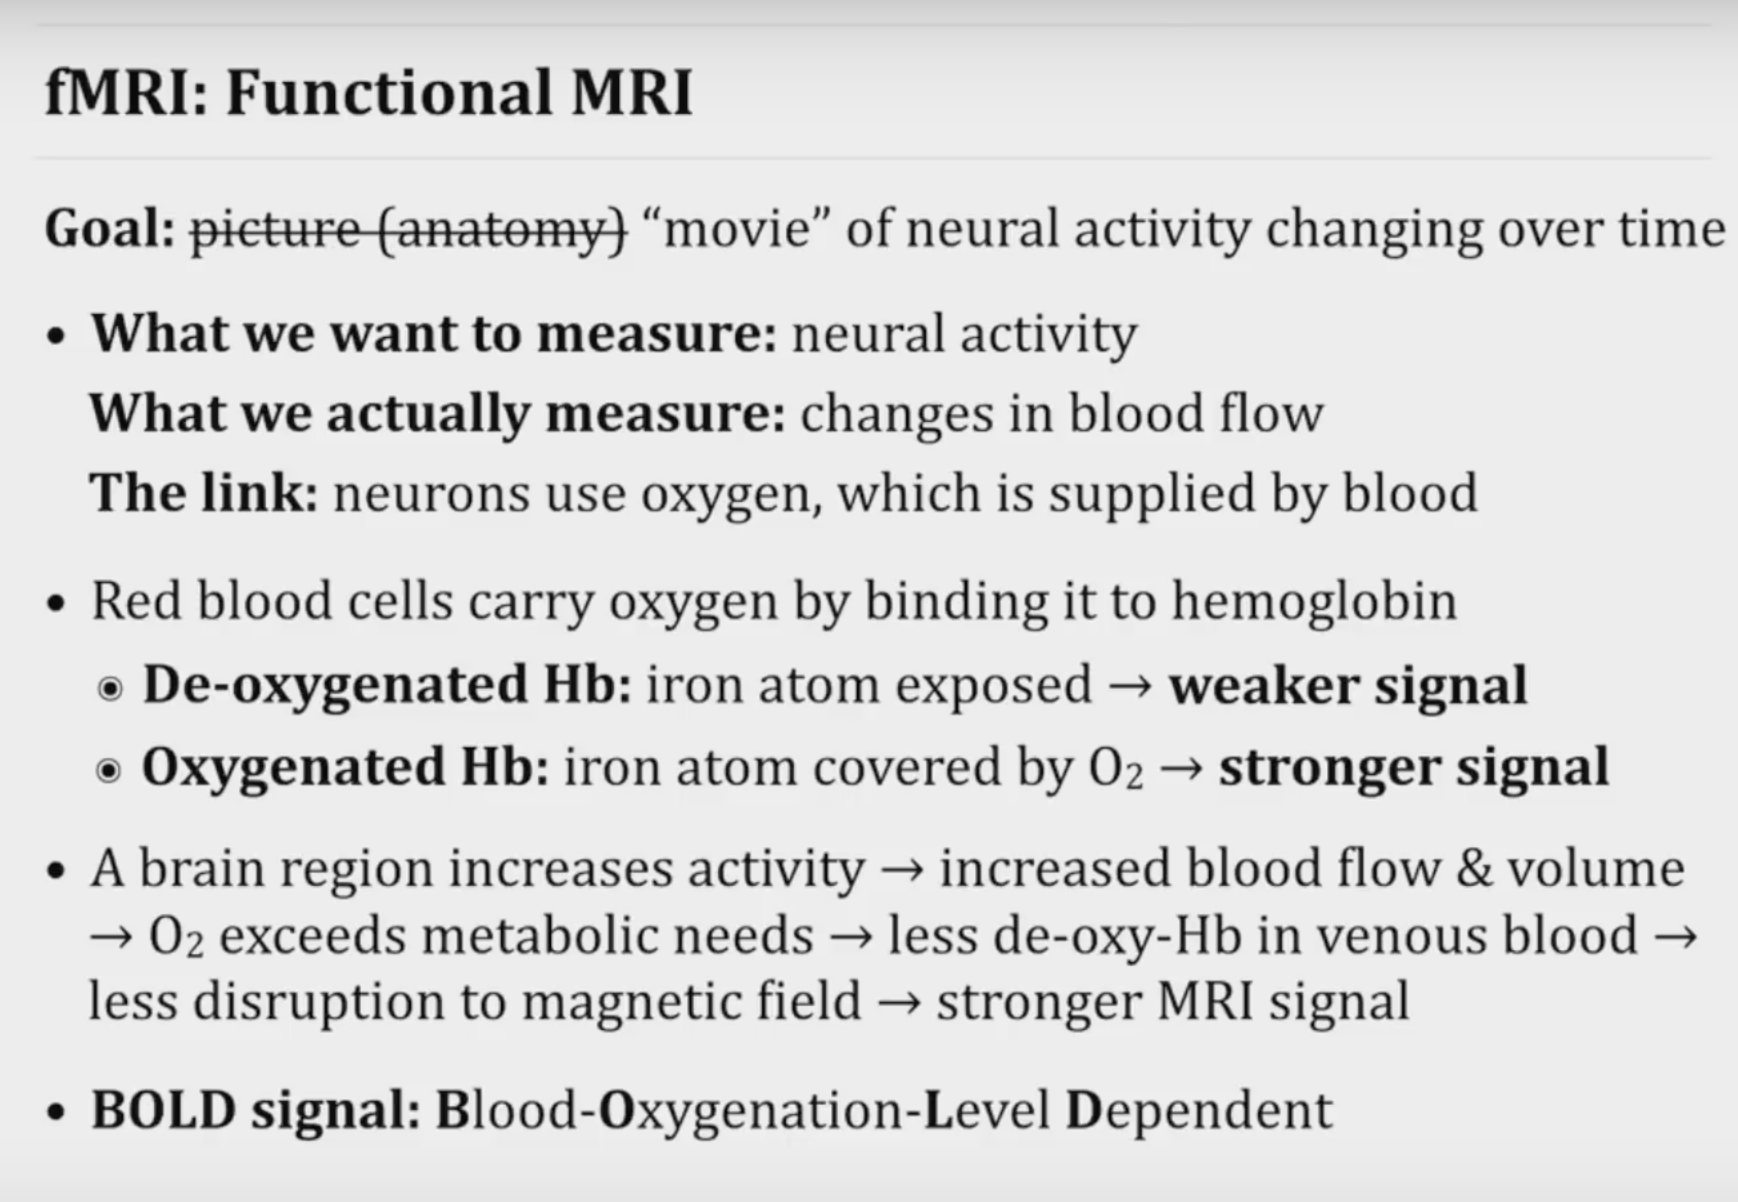 fMRI: Functional MRI
Goal: picture (anatomy) “movie” of neural activity changing over time
• What we want to measure: neural activity
What we actually measure: changes in blood flow
The link: neurons use oxygen, which is supplied by blood
• Red blood cells carry oxygen by binding it to hemoglobin
◉ De-oxygenated Hb: iron atom exposed → weaker signal
◉ Oxygenated Hb: iron atom covered by O₂ → stronger signal
• A brain region increases activity → increased blood flow & volume
→ O₂ exceeds metabolic needs → less de-oxy-Hb in venous blood →
less disruption to magnetic field → stronger MRI signal
• BOLD signal: Blood-Oxygenation-Level Dependent